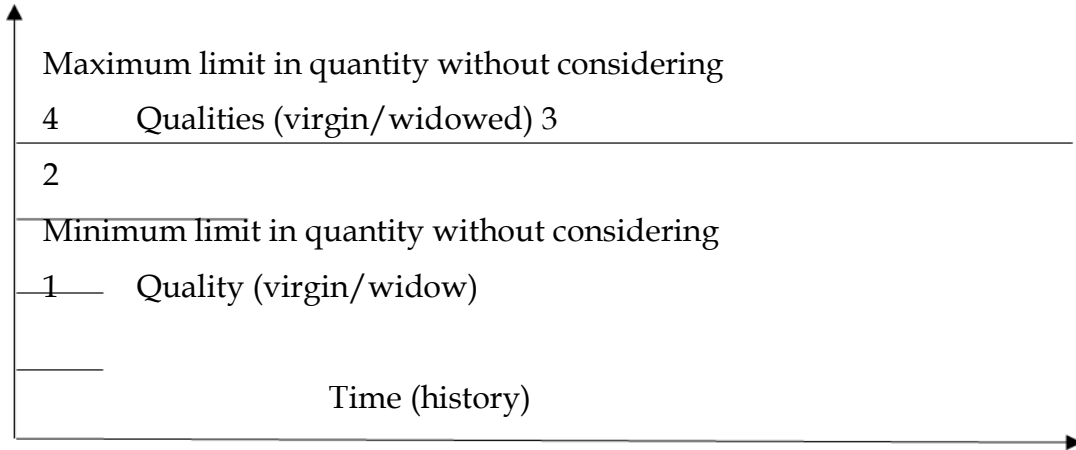 Maximum limit in quantity without considering
4 Qualities (virgin/widowed) 3
2
Minimum limit in quantity without considering
1 Quality (virgin/widow)
Time (history)